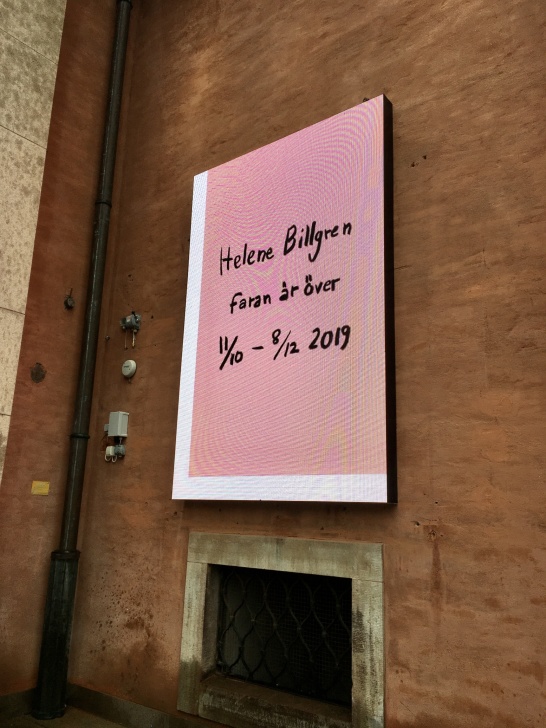 Helene Billgren
faran är över
11/10 – 8/12 2019